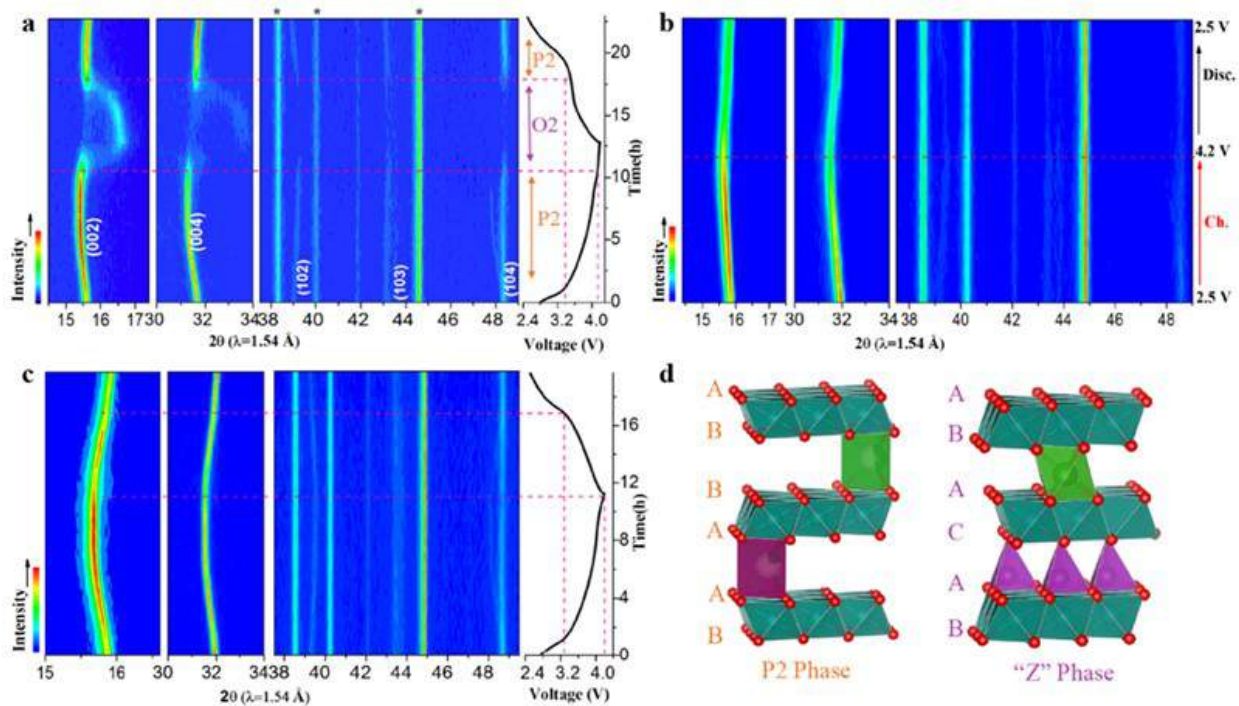 a
* * *
(002)
(004)
(102)
(103)
(104)
P2
O2
P2
Intensity
15 16 17 30 32 34 38 40 42 44 46 48
2θ (λ=1.54 Å)
0
5
10
15
20
Time(h)
2.4 3.2 4.0
Voltage (V)
b
2.5 V
Disc.
4.2 V
Ch.
2.5 V
Intensity
15 16 17 30 32 34 38 40 42 44 46 48
2θ (λ=1.54 Å)
c
Intensity
15 16 30 32 34 38 40 42 44 46 48
2θ (λ=1.54 Å)
0
4
8
12
16
Time(h)
2.4 3.2 4.0
Voltage (V)
d
A
B
B
A
A
B
P2 Phase
A
B
A
C
A
B
“Z” Phase